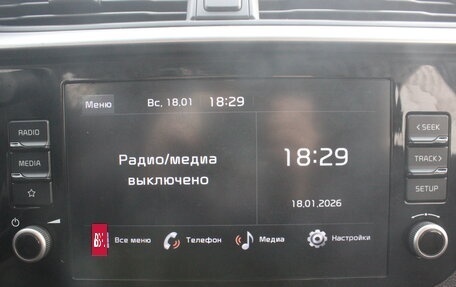 Меню Вс, 18.01 18:29
RADIO
MEDIA
Радио/медиа
выключено
18:29
18.01.2026
< SEEK
TRACK >
SETUP
Все меню Телефон Медиа Настройки